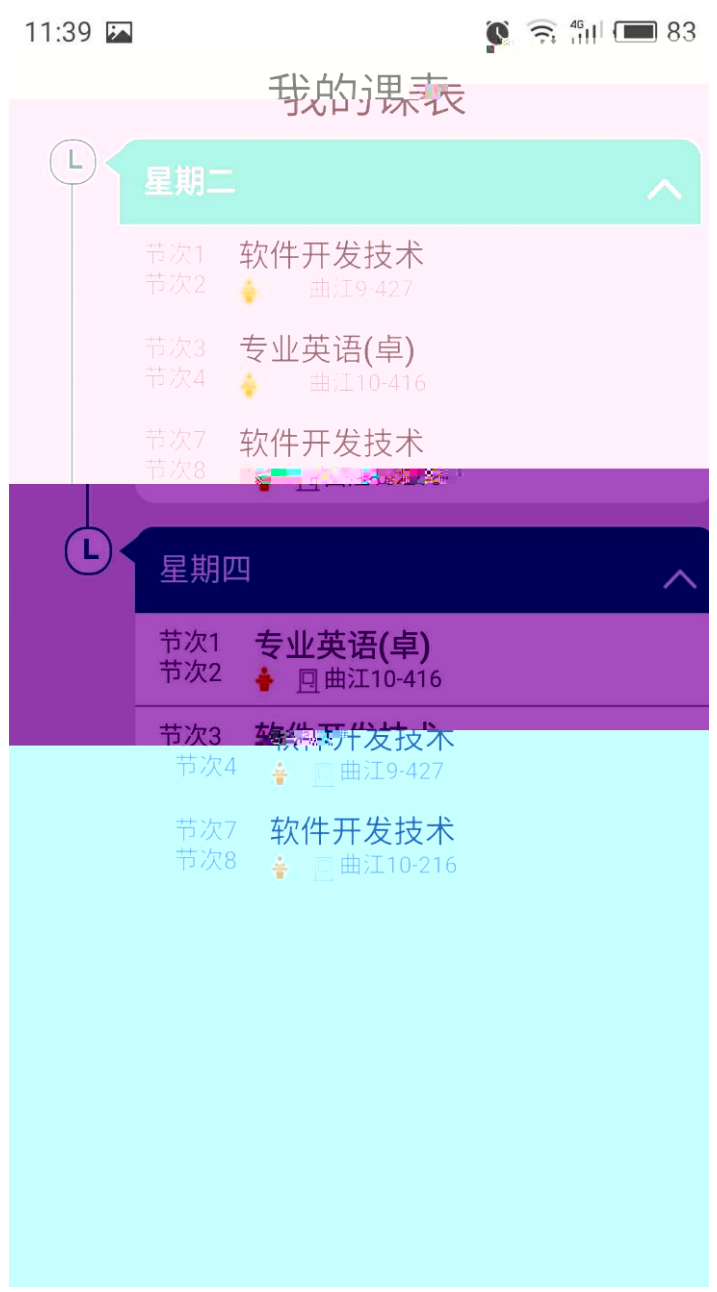 11:39 4G 83
我的课表
星期二
节次1 软件开发技术
节次2 曲江9-427
节次3 专业英语(卓)
节次4 曲江10-416
节次7 软件开发技术
节次8
星期四
节次1 专业英语(卓)
节次2 曲江10-416
节次3 软件开发技术
节次4 曲江9-427
节次7 软件开发技术
节次8 曲江10-216